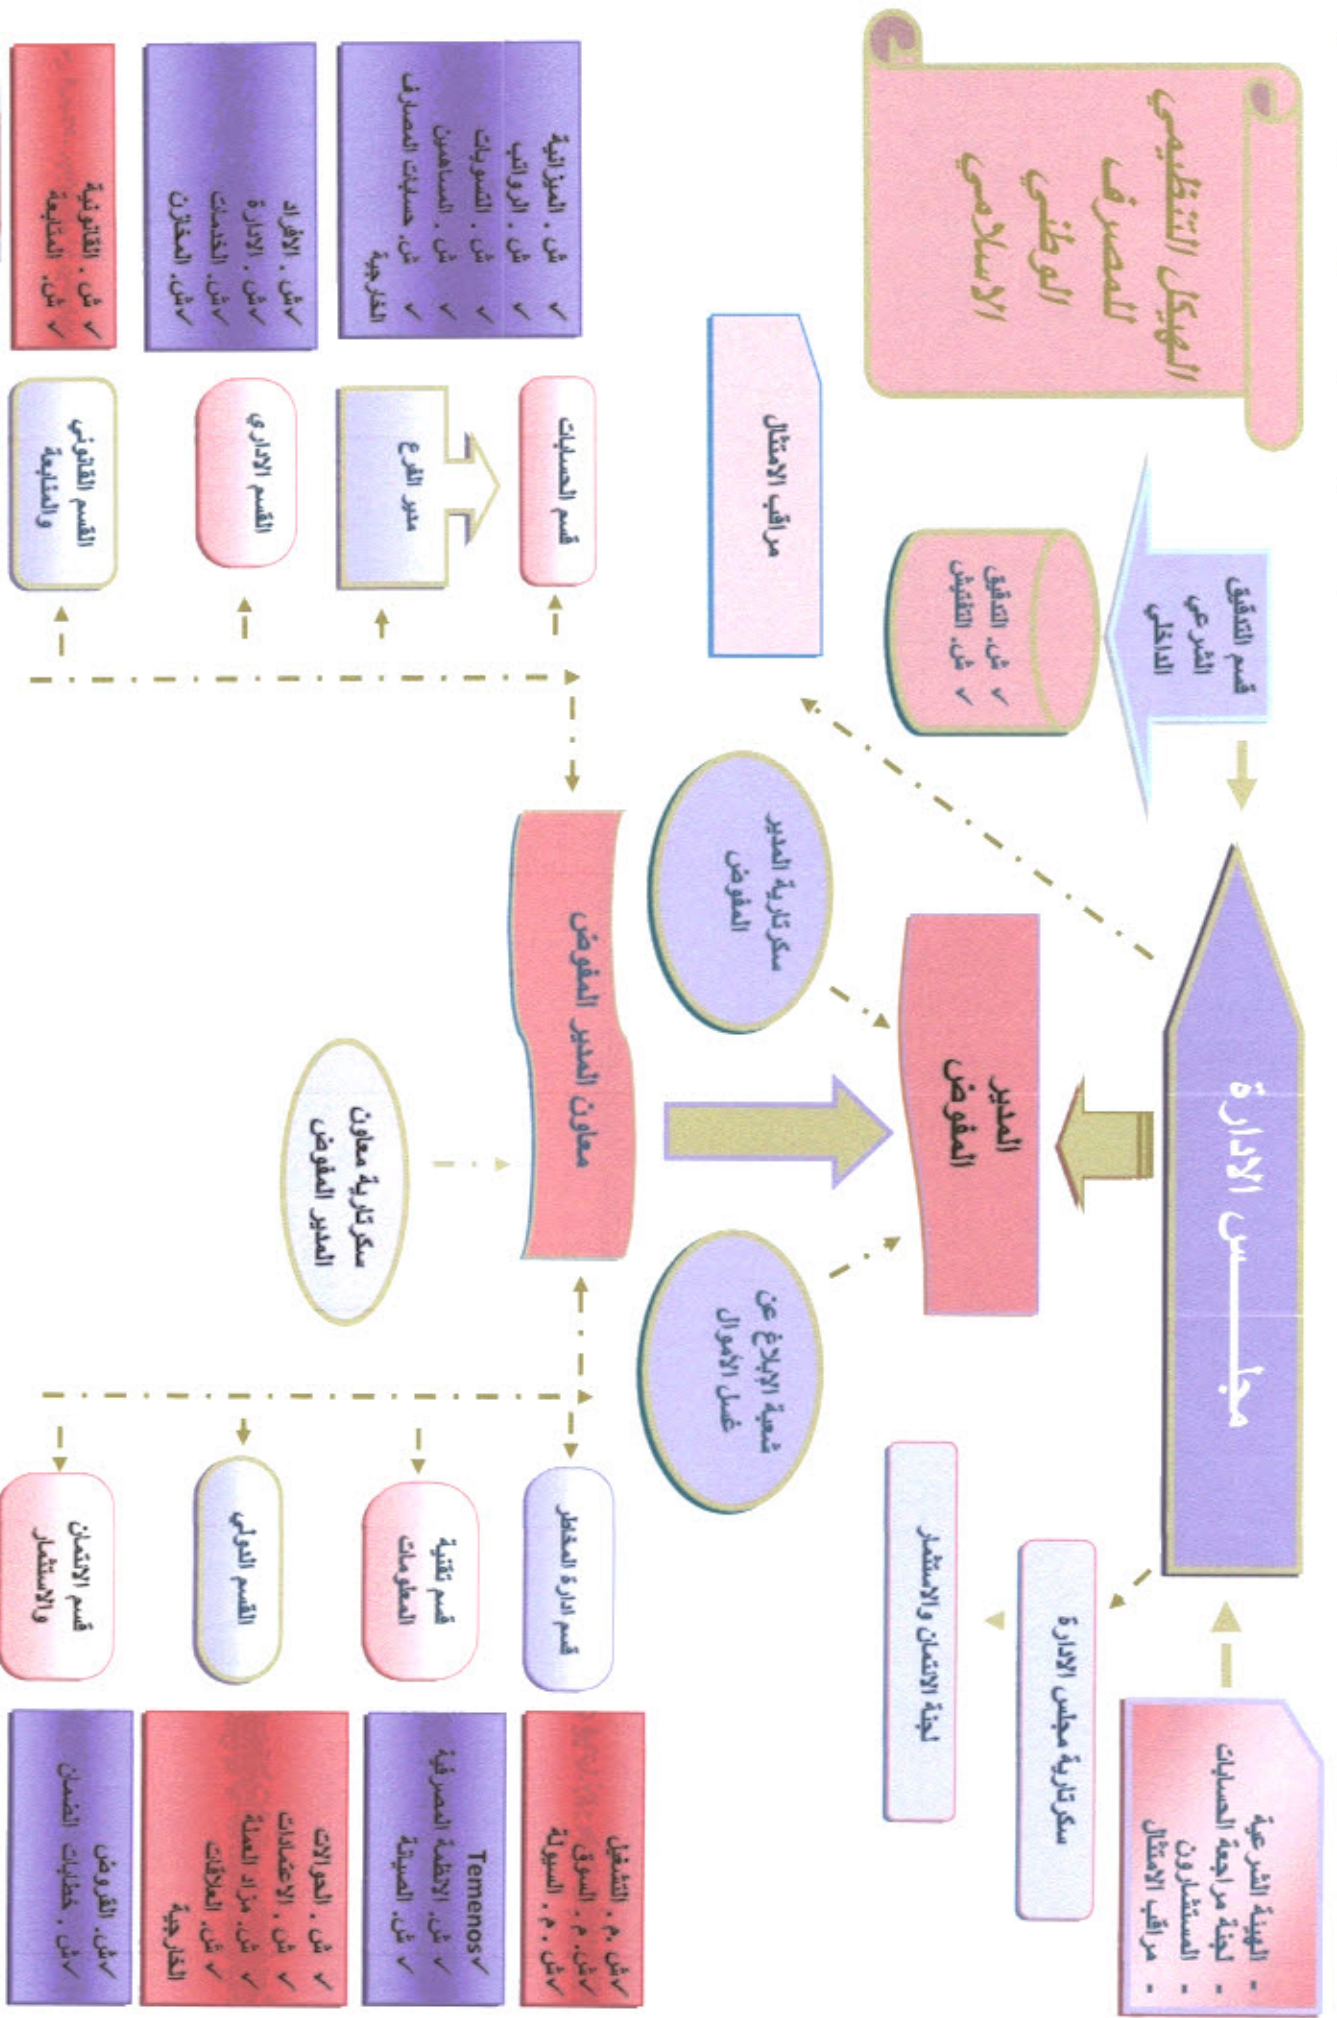 الهيكل التنظيمي
للمصرف
الوطني
الاسلامي
قسم التدقيق
الشرعي
الداخلي
ش. التدقيق
ش. التفتيش
مجلـــــــس الادارة
- الهيئة الشرعية
- لجنة مراجعة الحسابات
- المستشارون
- مراقب الامتثال
سكرتارية مجلس الادارة
لجنة الائتمان والاستثمار
مراقب الامتثال
المدير
المفوض
سكرتارية المدير
المفوض
شعبة الإبلاغ عن
غسل الأموال
معاون المدير المفوض
سكرتارية معاون
المدير المفوض
قسم الحسابات
✓ ش . الميزانية
✓ ش . الرواتب
✓ ش . التسويات
✓ ش . المساهمين
✓ ش. حسابات المصارف
الخارجية
مدير الفرع
القسم الاداري
✓ش . الافراد
✓ش . الادارة
✓ش. الخدمات
✓ش. المخازن
القسم القانوني
والمتابعة
✓ ش . القانونية
✓ ش. المتابعة
قسم ادارة المخاطر
✓ش .م . التشغيل
✓ش. م . السوق
✓ش . م . السيولة
قسم تقنية
المعلومات
✓Temenos
✓ ش. الانظمة المصرفية
✓ ش. الصيانة
القسم الدولي
✓ ش . الحوالات
✓ ش . الاعتمادات
✓ ش. مزاد العملة
✓ ش. العلاقات
الخارجية
قسم الائتمان
والاستثمار
✓ش. القروض
✓ش . خطابات الضمان